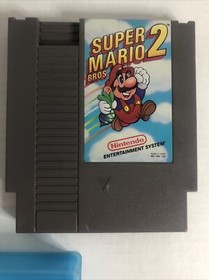 SUPER
MARIO 2
BROS
Nintendo
ENTERTAINMENT SYSTEM